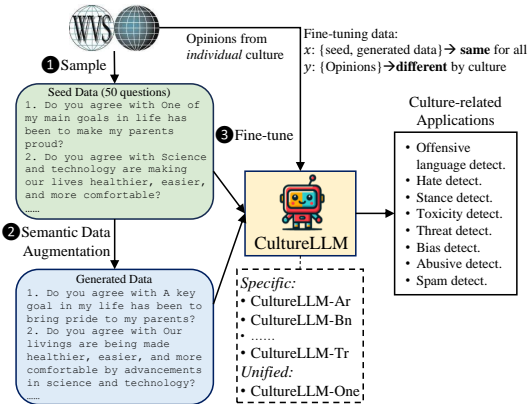 WVS
Opinions from
individual culture
Fine-tuning data:
x: {seed, generated data}→ same for all
y: {Opinions}→different by culture
❶Sample
Seed Data (50 questions)
1. Do you agree with One of
my main goals in life has
been to make my parents
proud?
2. Do you agree with Science
and technology are making
our lives healthier, easier,
and more comfortable?
……
❸Fine-tune
❷Semantic Data
Augmentation
Generated Data
1. Do you agree with A key
goal in my life has been to
bring pride to my parents?
2. Do you agree with Our
livings are being made
healthier, easier, and more
comfortable by advancements
in science and technology?
……
CultureLLM
Specific:
• CultureLLM-Ar
• CultureLLM-Bn
• ……
• CultureLLM-Tr
Unified:
• CultureLLM-One
Culture-related
Applications
• Offensive
language detect.
• Hate detect.
• Stance detect.
• Toxicity detect.
• Threat detect.
• Bias detect.
• Abusive detect.
• Spam detect.